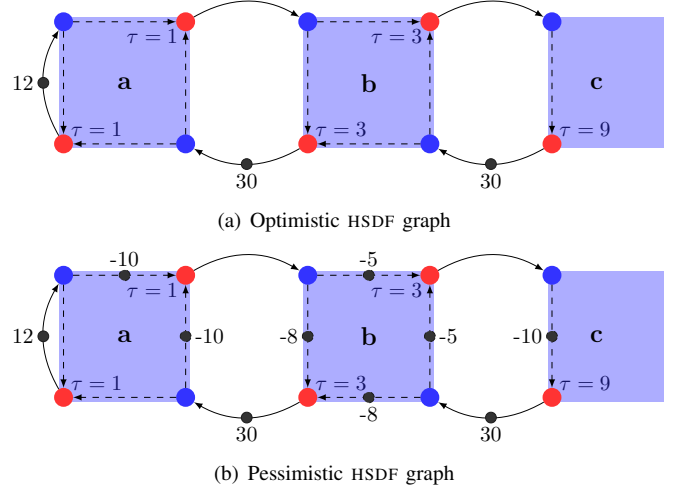 τ = 1 τ = 3
12 a b c
τ = 1 τ = 3 τ = 9
30 30
(a) Optimistic HSDF graph
-10 -5
τ = 1 τ = 3
12 a -10 -8 b -5 -10 c
τ = 1 τ = 3 τ = 9
30 -8 30
(b) Pessimistic HSDF graph